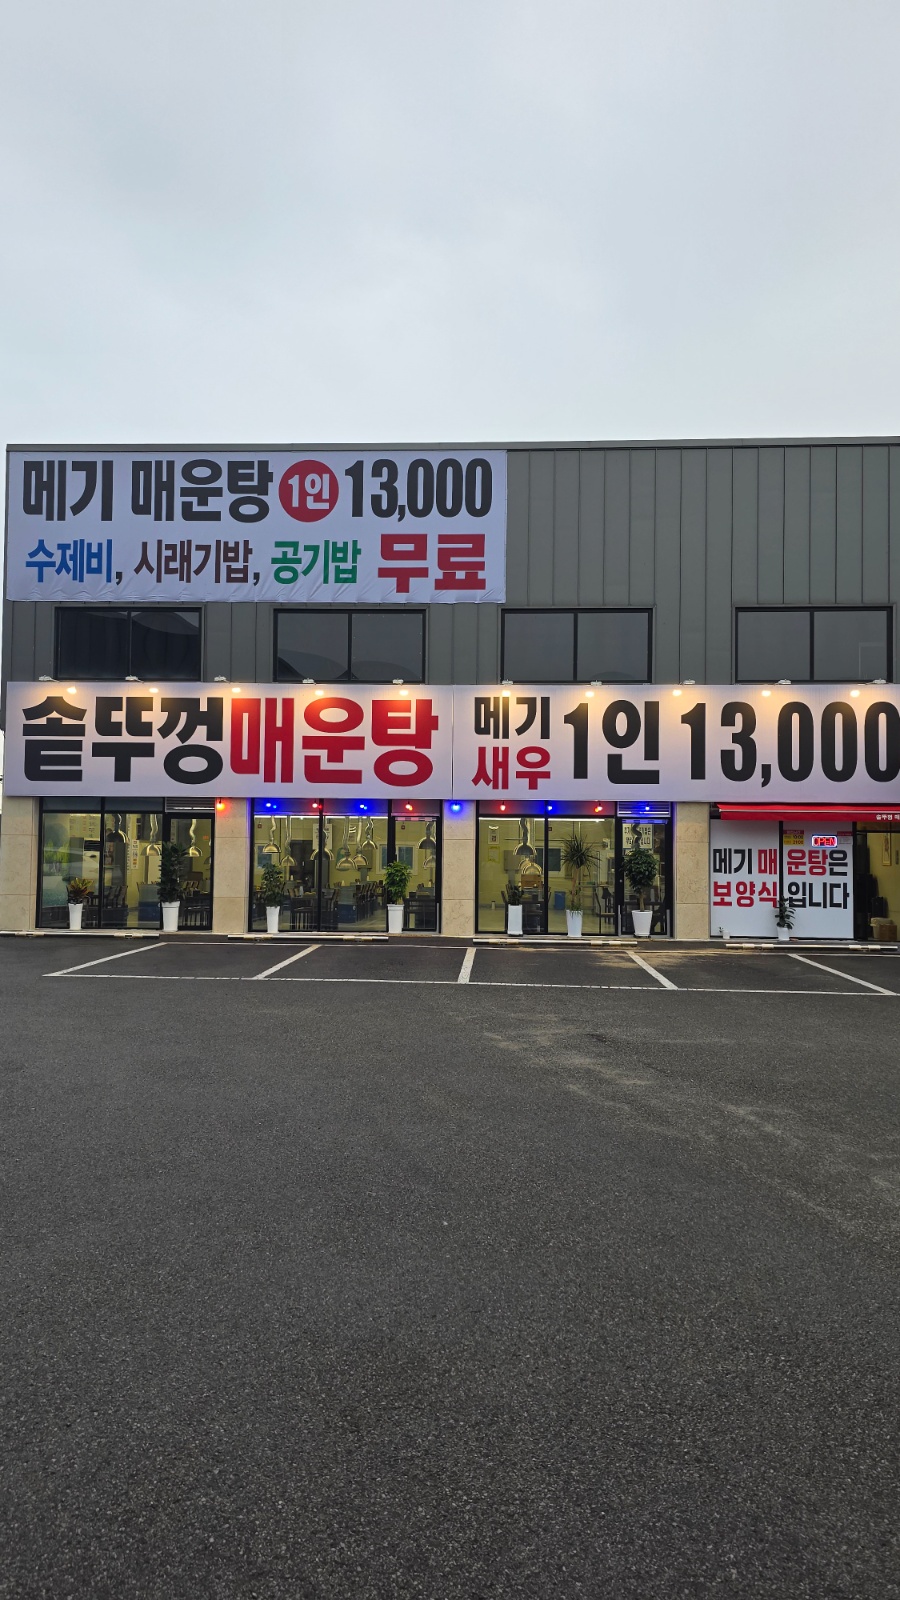 메기 매운탕 1인 13,000
수제비, 시래기밥, 공기밥 무료
솥뚜껑매운탕
메기
새우
1인 13,000
OPEN
메기 매운탕은
보양식입니다